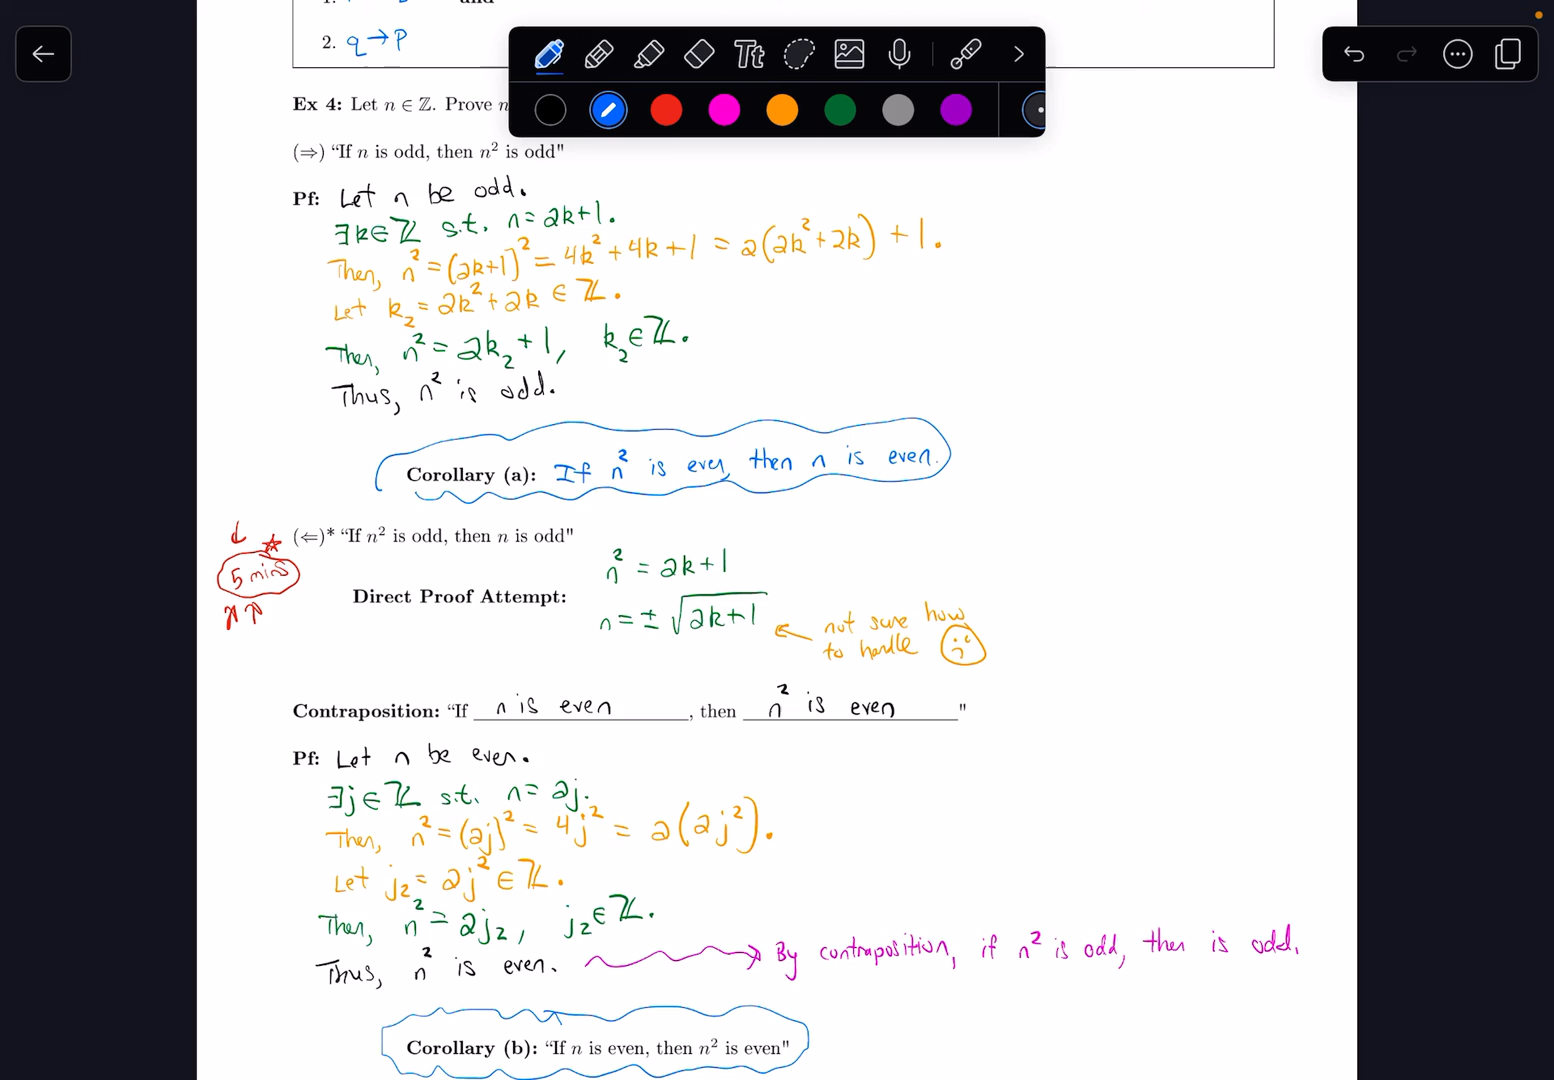 2. q→p
Ex 4: Let n ∈ ℤ. Prove n
(⇒) “If n is odd, then n² is odd"
Pf: Let n be odd.
∃k∈ℤ s.t. n=2k+1.
Then, n²=(2k+1)²=4k²+4k+1=2(2k²+2k)+1.
Let k₂=2k²+2k∈ℤ.
Then, n²=2k₂+1, k₂∈ℤ.
Thus, n² is odd.
Corollary (a): If n² is even, then n is even.
(⇐)* “If n² is odd, then n is odd"
5 mins
n²=2k+1
Direct Proof Attempt:
n=±√(2k+1)
not sure how
to handle
Contraposition: “If n is even, then n² is even"
Pf: Let n be even.
∃j∈ℤ s.t. n=2j.
Then, n²=(2j)²=4j²=2(2j²).
Let j₂=2j²∈ℤ.
Then, n²=2j₂, j₂∈ℤ.
Thus, n² is even.
By contraposition, if n² is odd, then is odd.
Corollary (b): “If n is even, then n² is even"
Tt